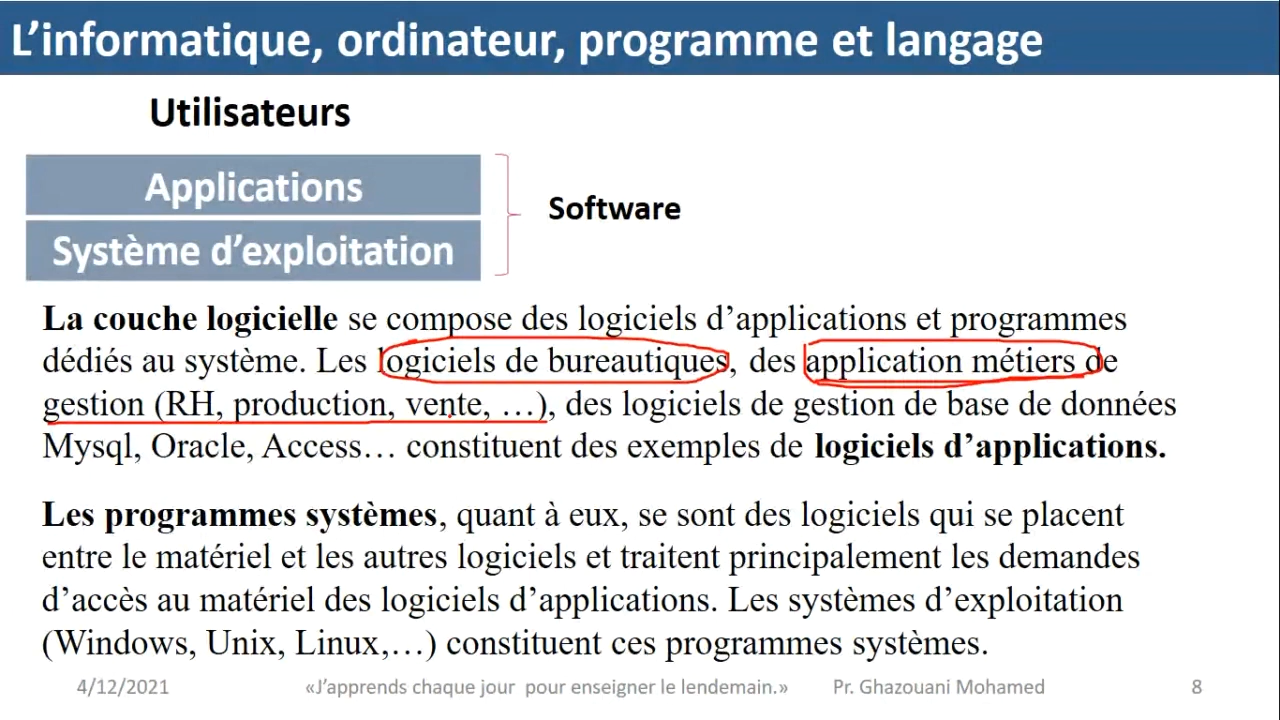 L’informatique, ordinateur, programme et langage
Utilisateurs
Applications
Système d’exploitation
Software
La couche logicielle se compose des logiciels d’applications et programmes
dédiés au système. Les logiciels de bureautiques, des application métiers de
gestion (RH, production, vente, …), des logiciels de gestion de base de données
Mysql, Oracle, Access… constituent des exemples de logiciels d’applications.
Les programmes systèmes, quant à eux, se sont des logiciels qui se placent
entre le matériel et les autres logiciels et traitent principalement les demandes
d’accès au matériel des logiciels d’applications. Les systèmes d’exploitation
(Windows, Unix, Linux,…) constituent ces programmes systèmes.
4/12/2021 «J’apprends chaque jour pour enseigner le lendemain.» Pr. Ghazouani Mohamed 8